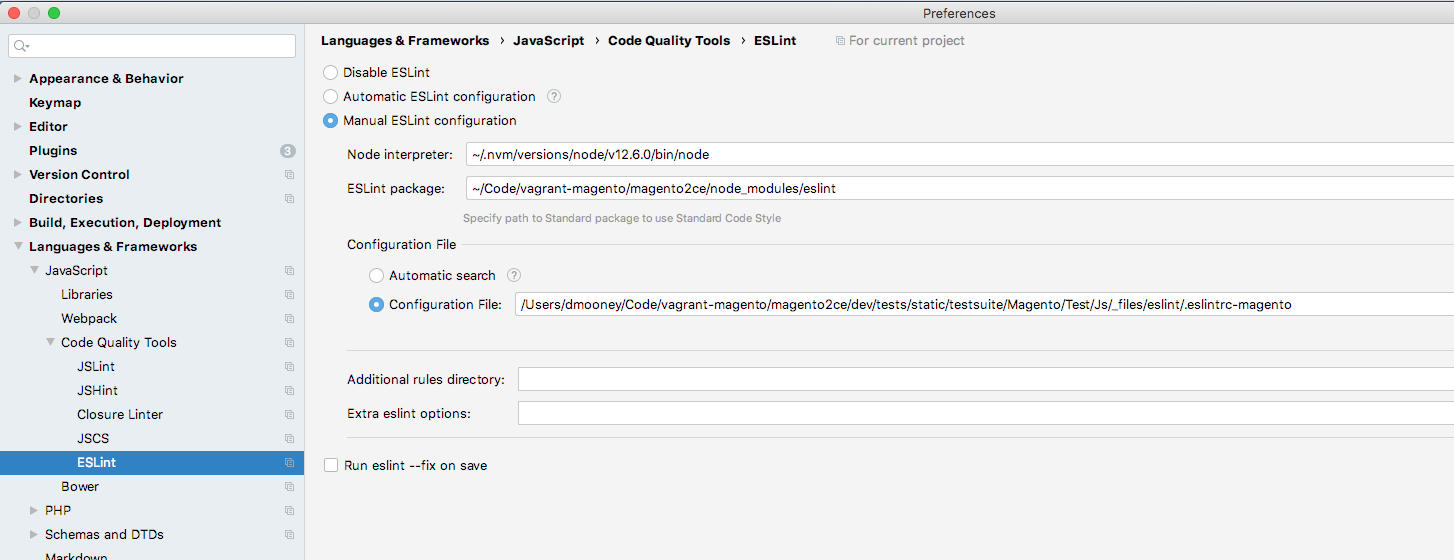 Preferences
Languages & Frameworks › JavaScript › Code Quality Tools › ESLint For current project
Appearance & Behavior
Keymap
Editor
Plugins 3
Version Control
Directories
Build, Execution, Deployment
Languages & Frameworks
JavaScript
Libraries
Webpack
Code Quality Tools
JSLint
JSHint
Closure Linter
JSCS
ESLint
Bower
PHP
Schemas and DTDs
Markdown
Disable ESLint
Automatic ESLint configuration ?
Manual ESLint configuration
Node interpreter: ~/.nvm/versions/node/v12.6.0/bin/node
ESLint package: ~/Code/vagrant-magento/magento2ce/node_modules/eslint
Specify path to Standard package to use Standard Code Style
Configuration File
Automatic search ?
Configuration File: /Users/dmooney/Code/vagrant-magento/magento2ce/dev/tests/static/testsuite/Magento/Test/Js/_files/eslint/.eslintrc-magento
Additional rules directory:
Extra eslint options:
Run eslint --fix on save